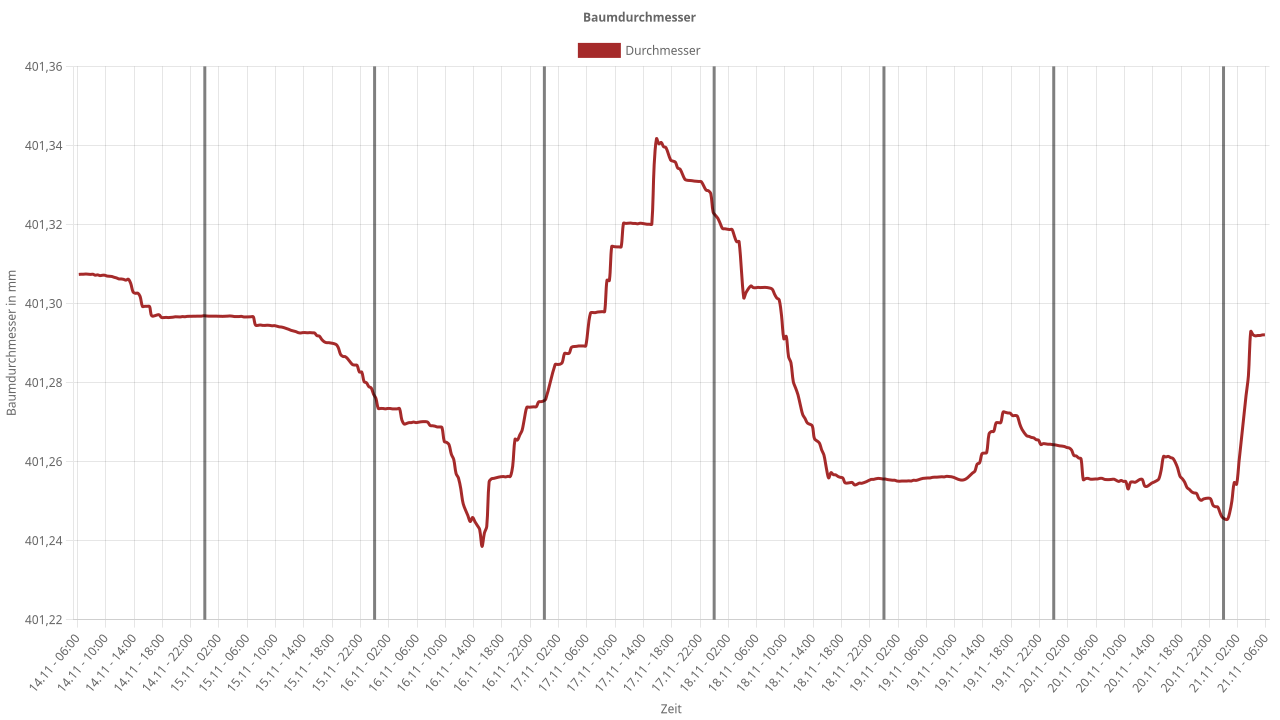 Baumdurchmesser
Durchmesser
401,36
401,34
401,32
401,30
401,28
401,26
401,24
401,22
Baumdurchmesser in mm
14.11 - 06:00
14.11 - 10:00
14.11 - 14:00
14.11 - 18:00
14.11 - 22:00
15.11 - 02:00
15.11 - 06:00
15.11 - 10:00
15.11 - 14:00
15.11 - 18:00
15.11 - 22:00
16.11 - 02:00
16.11 - 06:00
16.11 - 10:00
16.11 - 14:00
16.11 - 18:00
16.11 - 22:00
17.11 - 02:00
17.11 - 06:00
17.11 - 10:00
17.11 - 14:00
17.11 - 18:00
17.11 - 22:00
18.11 - 02:00
18.11 - 06:00
18.11 - 10:00
18.11 - 14:00
18.11 - 18:00
18.11 - 22:00
19.11 - 02:00
19.11 - 06:00
19.11 - 10:00
19.11 - 14:00
19.11 - 18:00
19.11 - 22:00
20.11 - 02:00
20.11 - 06:00
20.11 - 10:00
20.11 - 14:00
20.11 - 18:00
20.11 - 22:00
21.11 - 02:00
21.11 - 06:00
Zeit